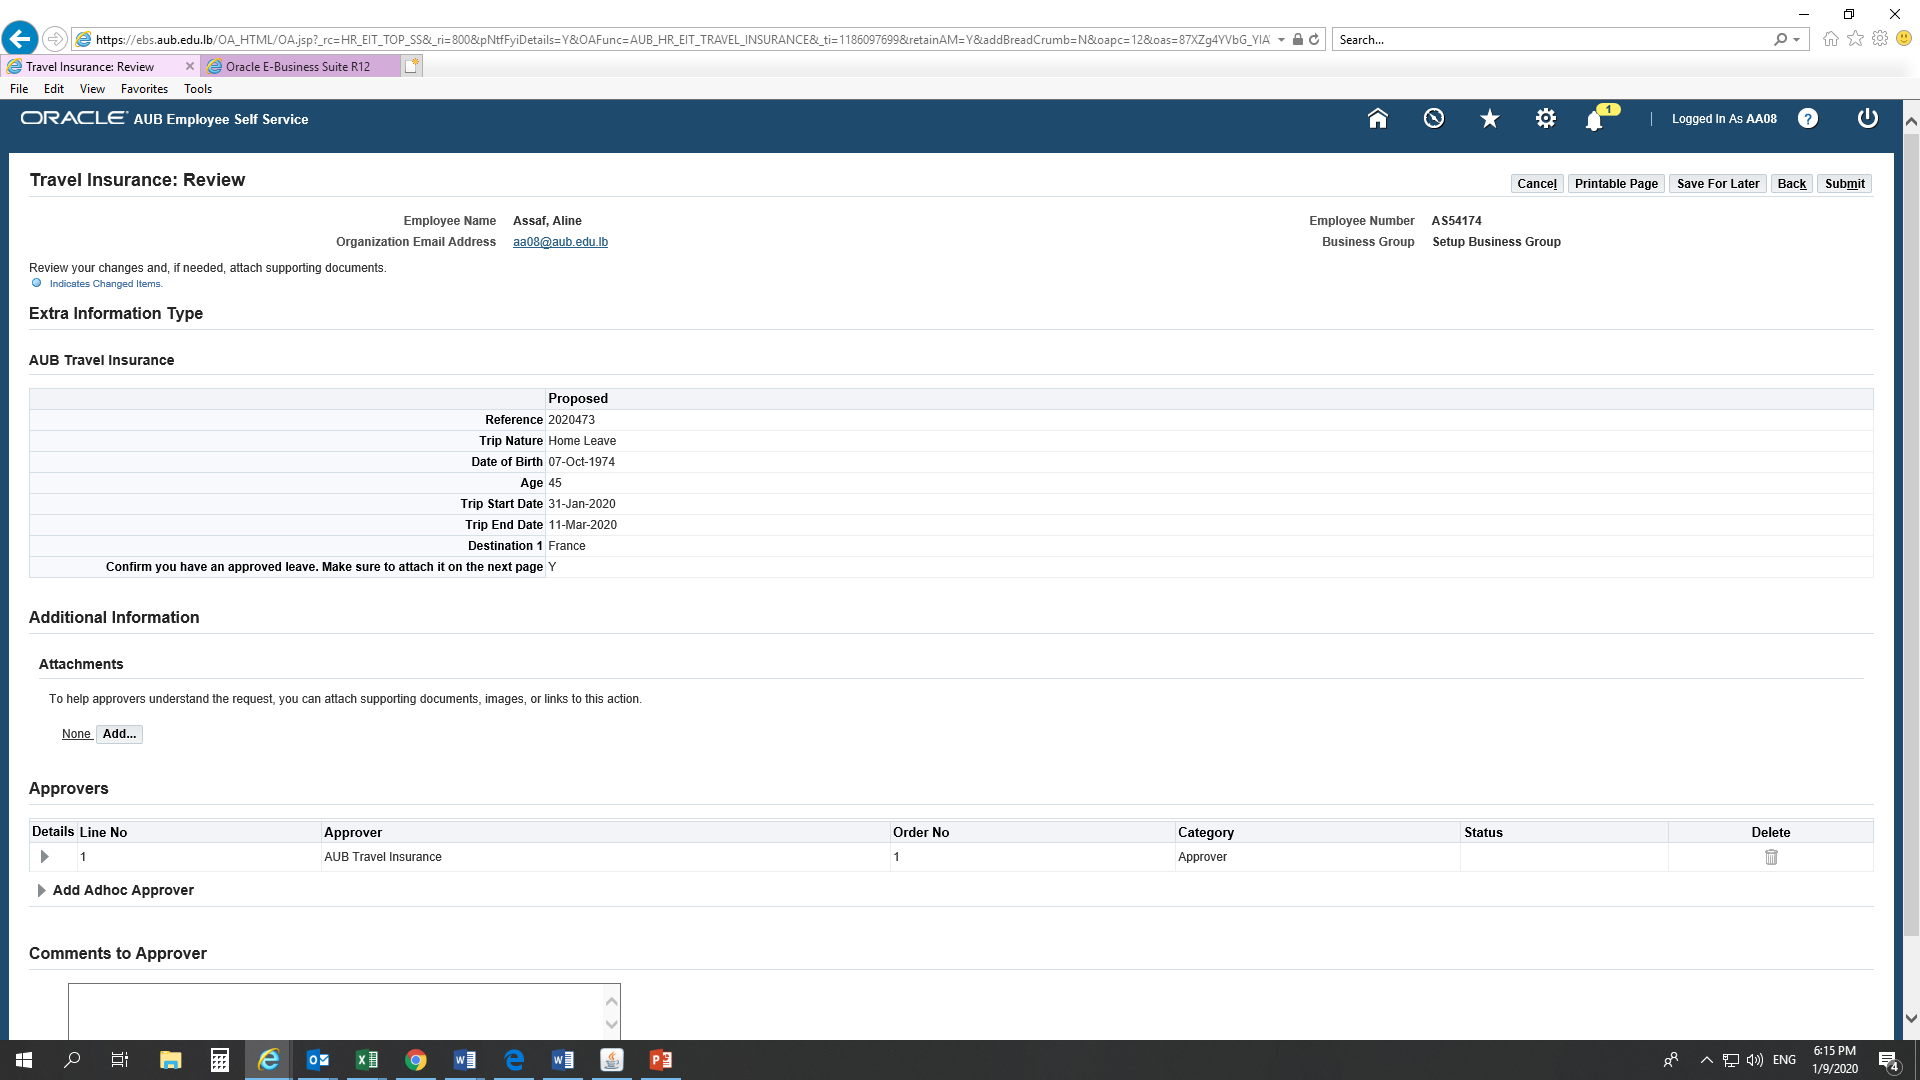 https://ebs.aub.edu.lb/OA_HTML/OA.jsp?_rc=HR_EIT_TOP_SS&_ri=800&pNtfFyiDetails=Y&OAFunc=AUB_HR_EIT_TRAVEL_INSURANCE&_ti=1186097699&retainAM=Y&addBreadCrumb=N&oapc=12&oas=87XZg4YVbG_YIA
Search...
Travel Insurance: Review
Oracle E-Business Suite R12
File Edit View Favorites Tools
ORACLE AUB Employee Self Service
1
Logged In As AA08
Travel Insurance: Review
Cancel Printable Page Save For Later Back Submit
Employee Name Assaf, Aline
Employee Number AS54174
Organization Email Address aa08@aub.edu.lb
Business Group Setup Business Group
Review your changes and, if needed, attach supporting documents.
Indicates Changed Items.
Extra Information Type
AUB Travel Insurance
Proposed
Reference 2020473
Trip Nature Home Leave
Date of Birth 07-Oct-1974
Age 45
Trip Start Date 31-Jan-2020
Trip End Date 11-Mar-2020
Destination 1 France
Confirm you have an approved leave. Make sure to attach it on the next page Y
Additional Information
Attachments
To help approvers understand the request, you can attach supporting documents, images, or links to this action.
None Add...
Approvers
Details Line No Approver Order No Category Status Delete
1 AUB Travel Insurance 1 Approver
Add Adhoc Approver
Comments to Approver
ENG
6:15 PM
1/9/2020
4